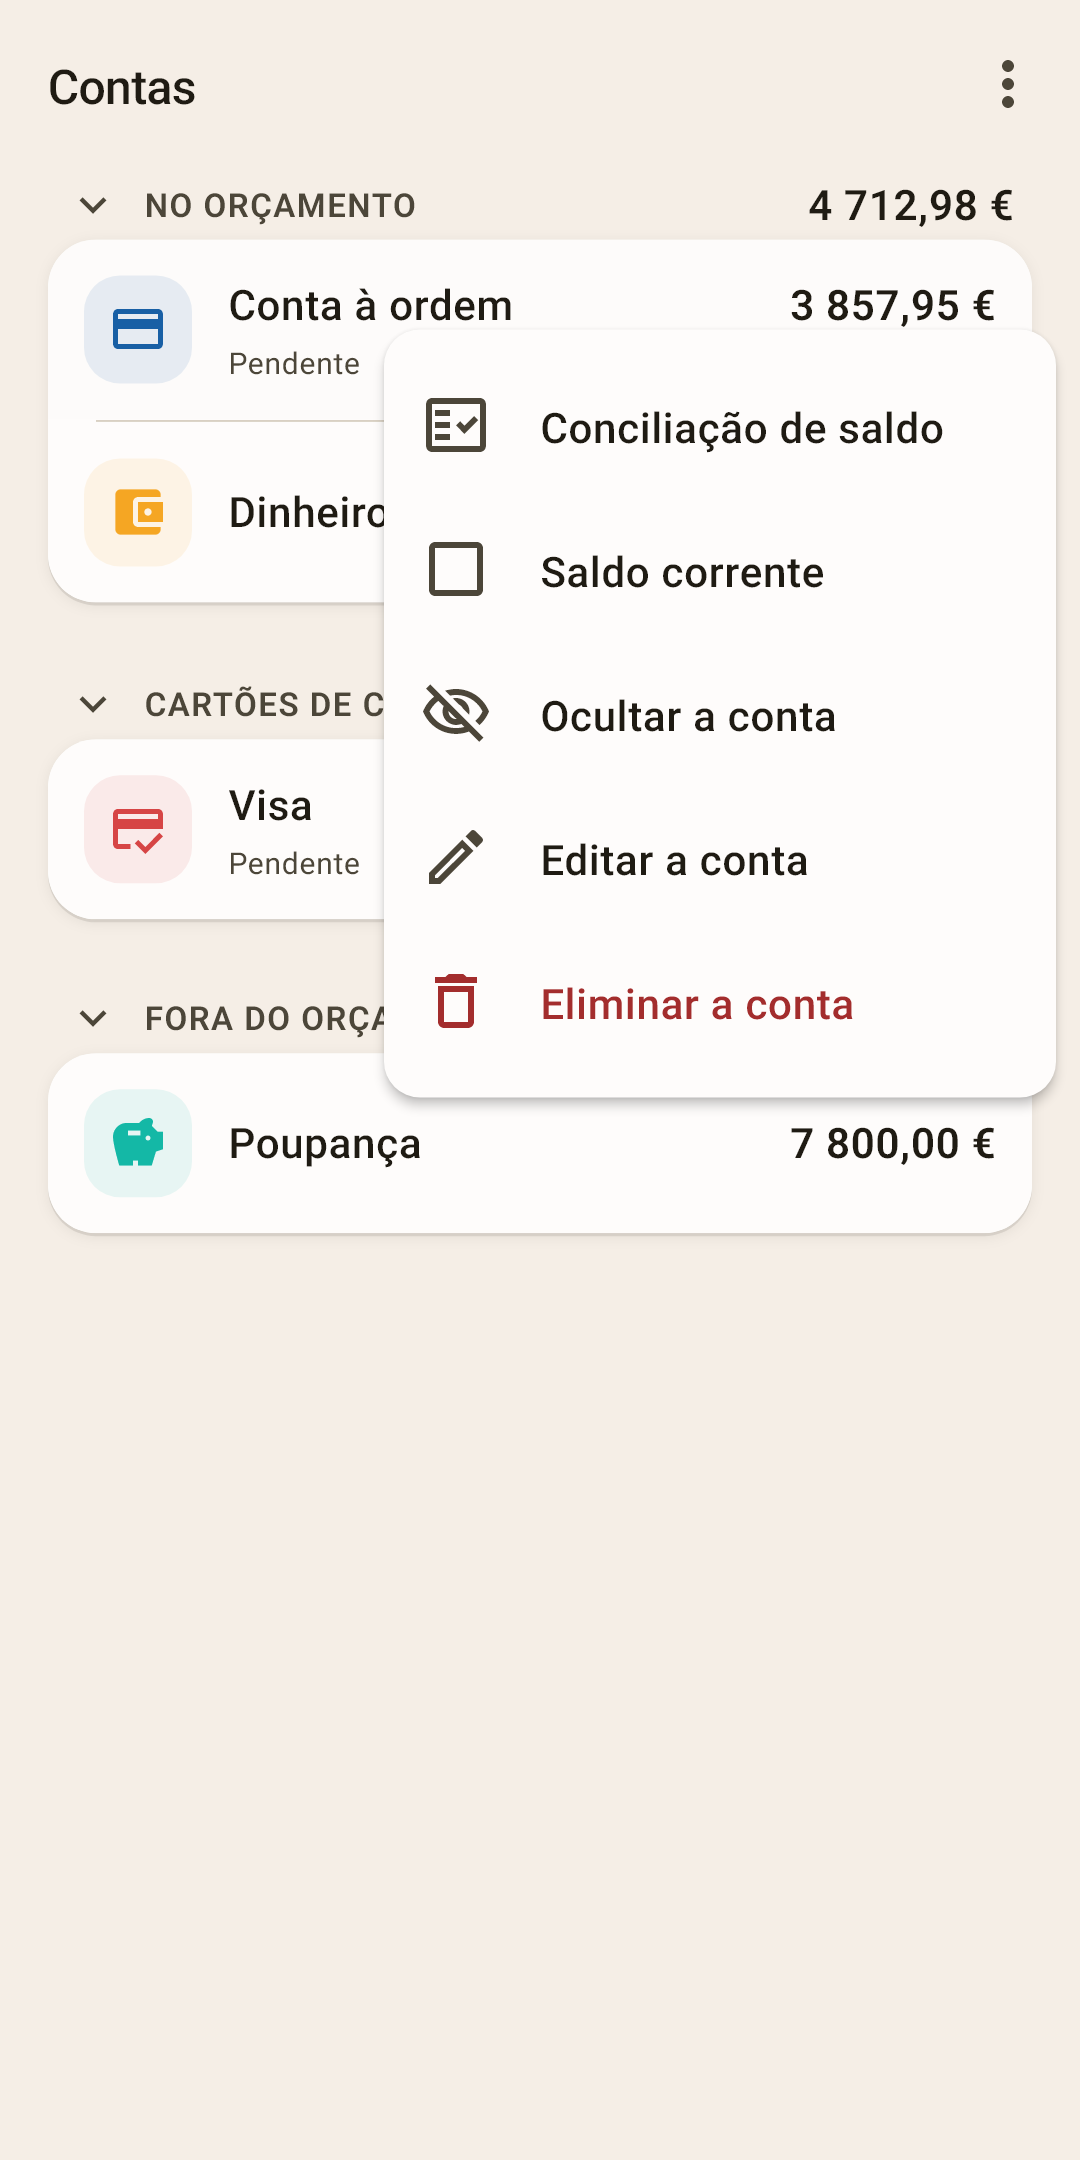 Contas
NO ORÇAMENTO 4 712,98 €
Conta à ordem 3 857,95 €
Pendente
Conciliação de saldo
Dinheiro
Saldo corrente
CARTÕES DE C
Ocultar a conta
Visa
Pendente
Editar a conta
FORA DO ORÇA
Eliminar a conta
Poupança 7 800,00 €